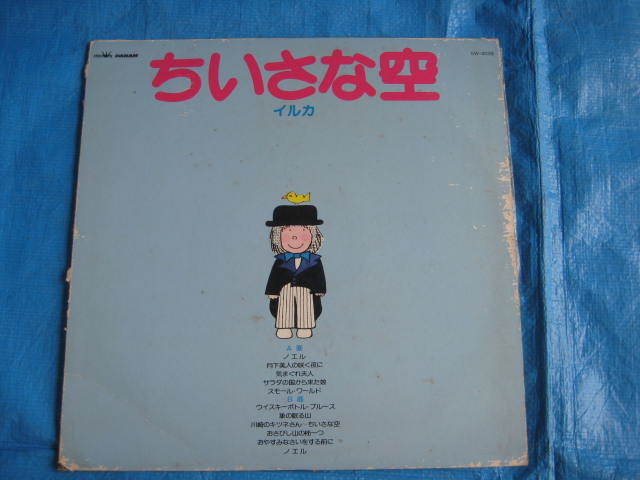 PANAM
ちいさな空
イルカ
A面
ノエル
月下美人の咲く夜に
気まぐれ夫人
サラダの国から来た娘
スモール・ワールド
B面
ウイスキーボトル・ブルース
の眠る山
川崎のキツネさん…ちいさな空
おさびし山の柿一つ
おやすみなさいをする前に
ノエル